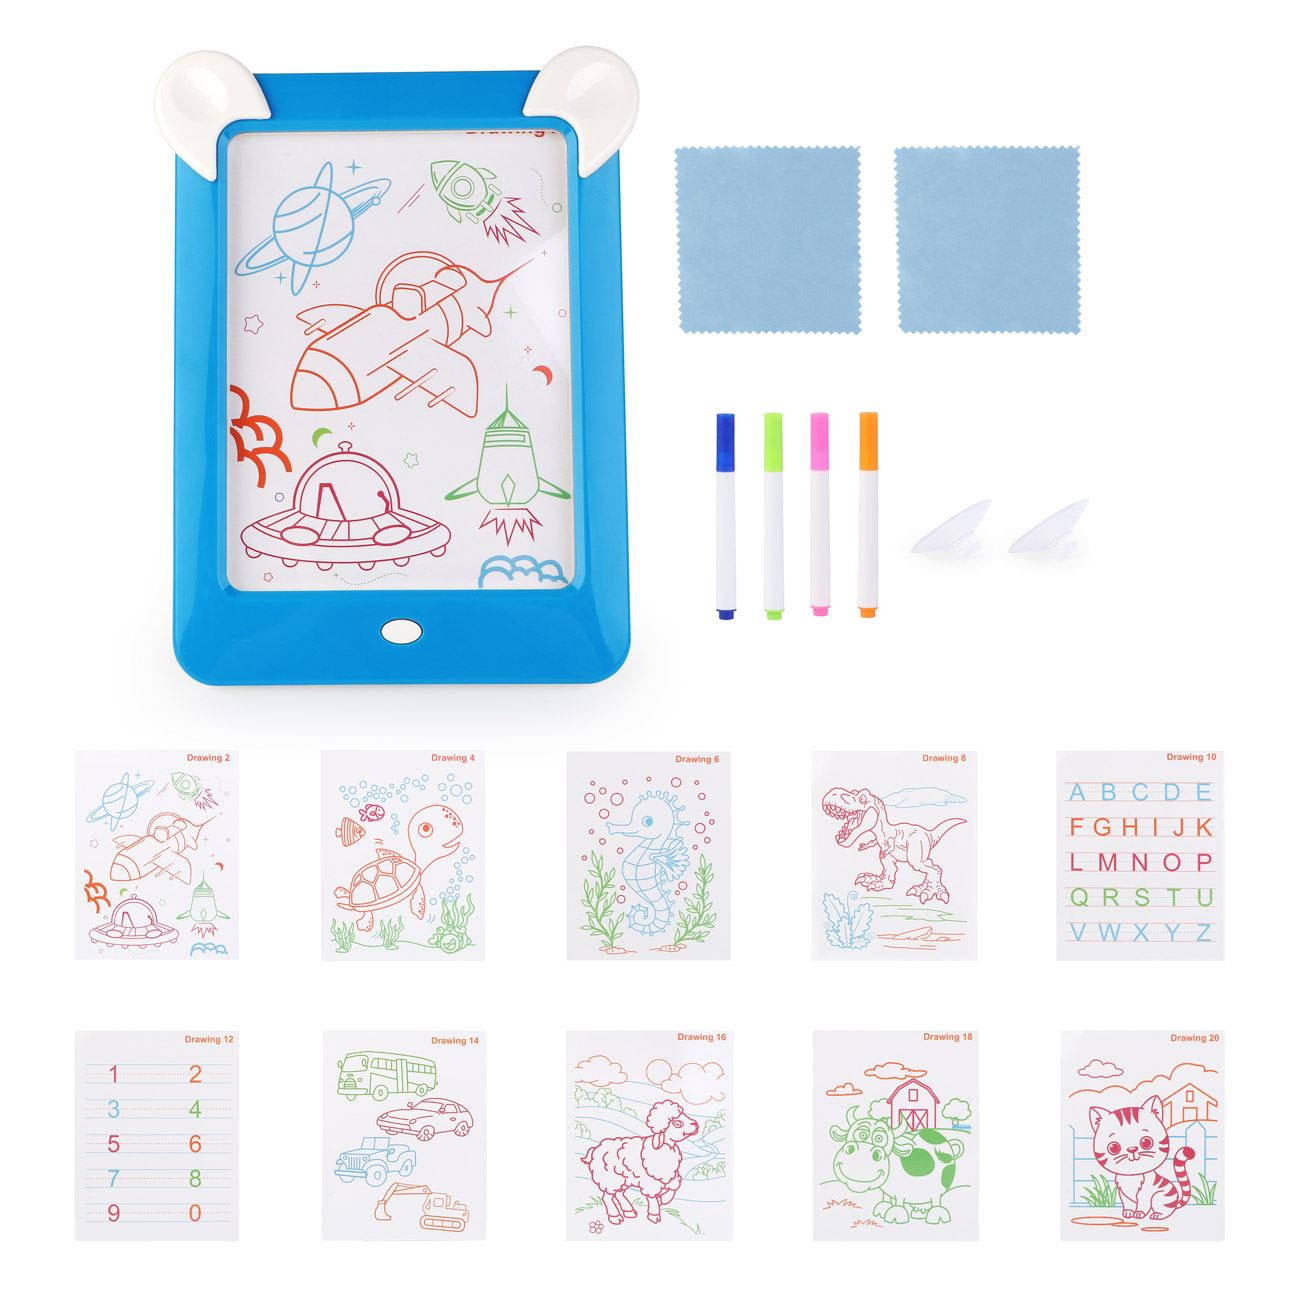 Drawing 2
Drawing 4
Drawing 6
Drawing 8
Drawing 10
A B C D E
F G H I J K
L M N O P
Q R S T U
V W X Y Z
Drawing 12
1 2
3 4
5 6
7 8
9 0
Drawing 14
Drawing 16
Drawing 18
Drawing 20